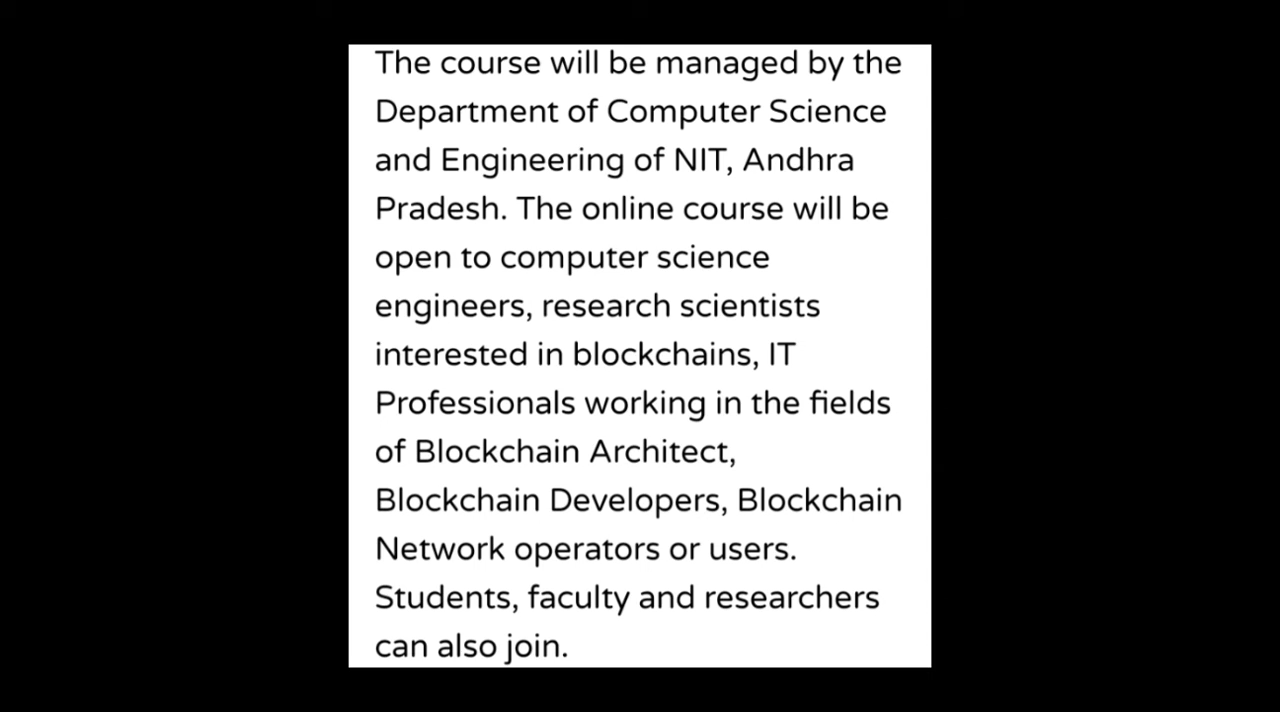 The course will be managed by the
Department of Computer Science
and Engineering of NIT, Andhra
Pradesh. The online course will be
open to computer science
engineers, research scientists
interested in blockchains, IT
Professionals working in the fields
of Blockchain Architect,
Blockchain Developers, Blockchain
Network operators or users.
Students, faculty and researchers
can also join.